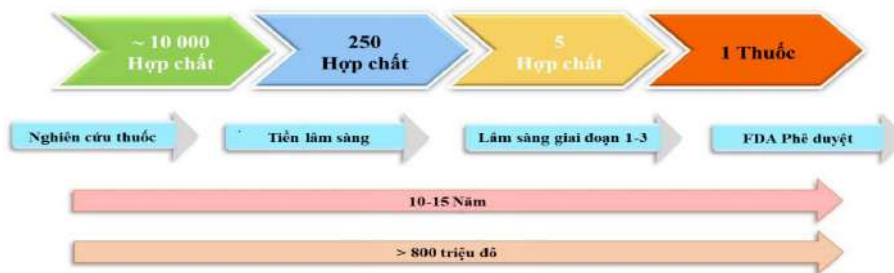 ~ 10 000
Hợp chất
250
Hợp chất
5
Hợp chất
1 Thuốc
Nghiên cứu thuốc
Tiền lâm sàng
Lâm sàng giai đoạn 1-3
FDA Phê duyệt
10-15 Năm
> 800 triệu đô